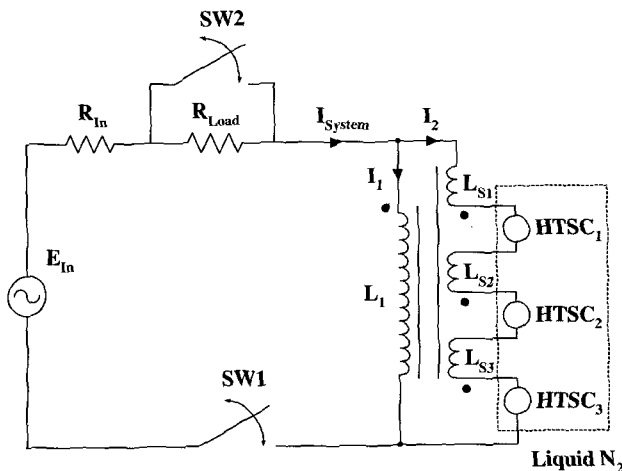 SW2
R_In
R_Load
I_System
I_2
I_1
L_S1
HTSC_1
E_In
L_1
L_S2
HTSC_2
L_S3
SW1
HTSC_3
Liquid N_2